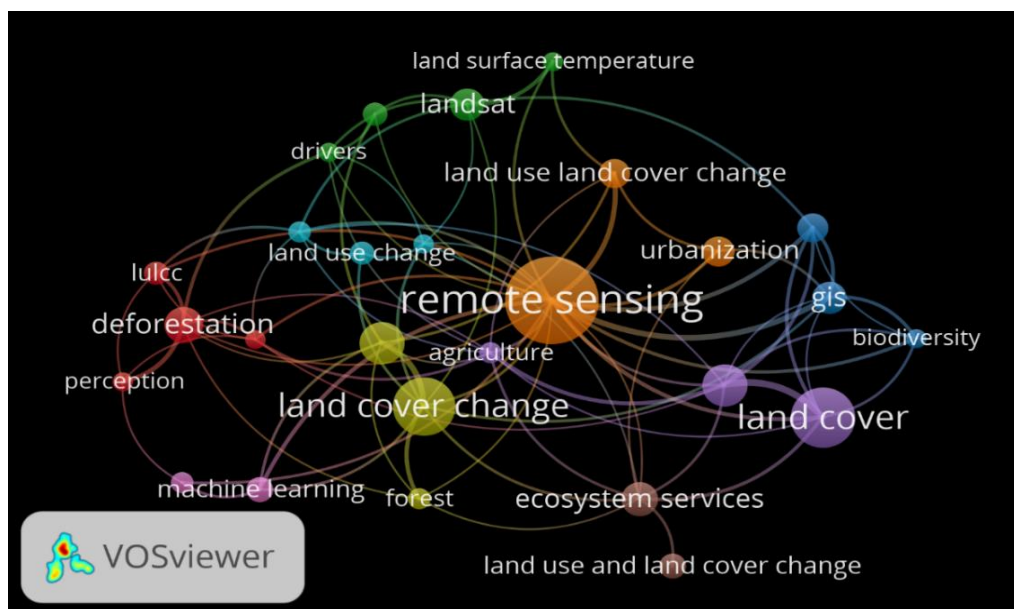 land surface temperature
landsat
drivers
land use land cover change
urbanization
land use change
lulcc
gis
remote sensing
deforestation
biodiversity
agriculture
perception
land cover change
land cover
machine learning
forest
ecosystem services
VOSviewer
land use and land cover change